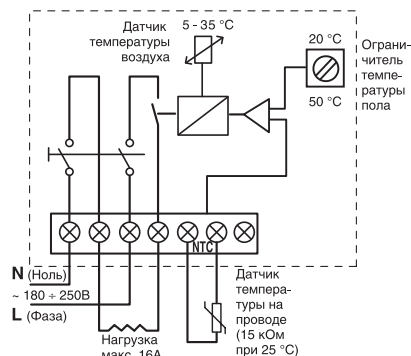 Датчик
температуры
воздуха
5 - 35 °C
20 °C
50 °C
Ограни-
читель
темпе-
ратуры
пола
NTC
N (Ноль)
~ 180 ÷ 250В
L (Фаза)
Нагрузка
макс. 16А
Датчик
темпера-
туры на
проводе
(15 кОм
при 25 °C)